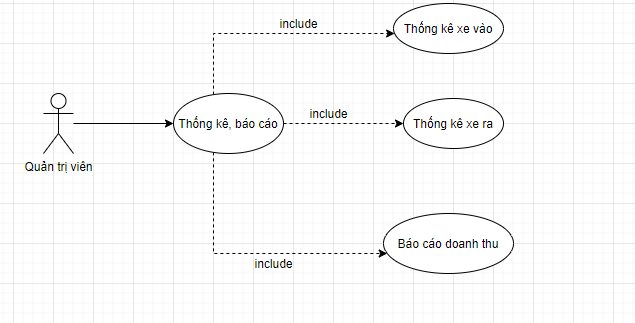 include
Thống kê xe vào
Quản trị viên
Thống kê, báo cáo
include
Thống kê xe ra
include
Báo cáo doanh thu